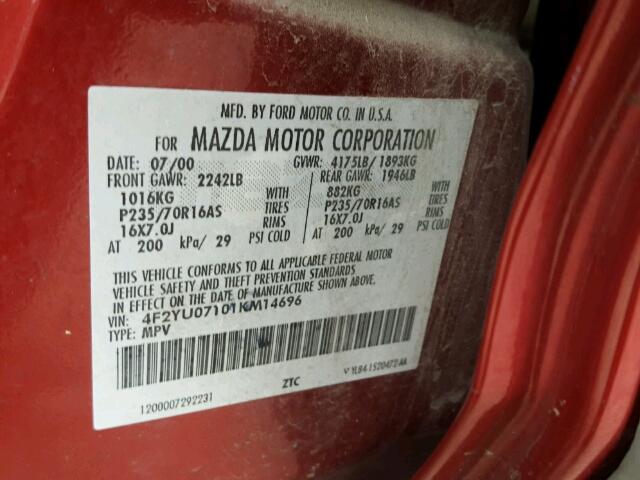 MFD. BY FORD MOTOR CO. IN U.S.A.
FOR MAZDA MOTOR CORPORATION
DATE: 07/00 GVWR: 4175LB/ 1893KG
FRONT GAWR: 2242LB REAR GAWR: 1946LB
1016KG WITH 882KG WITH
P235/70R16AS TIRES P235/70R16AS TIRES
16X7.0J RIMS 16X7.0J RIMS
AT 200 kPa/ 29 PSI COLD AT 200 kPa/ 29 PSI COLD
THIS VEHICLE CONFORMS TO ALL APPLICABLE FEDERAL MOTOR
VEHICLE SAFETY AND THEFT PREVENTION STANDARDS
IN EFFECT ON THE DATE OF MANUFACTURE SHOWN ABOVE.
VIN: 4F2YU07101KM14696
TYPE: MPV
1200007292231 ZTC YL84 1520472 AA